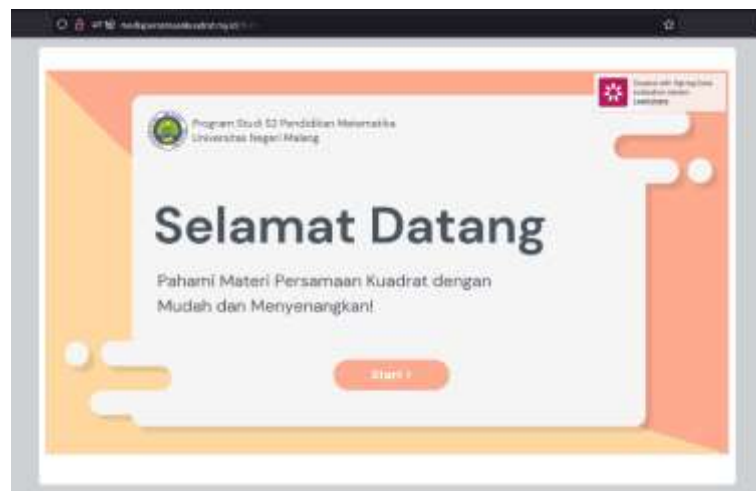 Program Studi S2 Pendidikan Matematika
Universitas Negeri Malang
Selamat Datang
Pahami Materi Persamaan Kuadrat dengan
Mudah dan Menyenangkan!
Start >